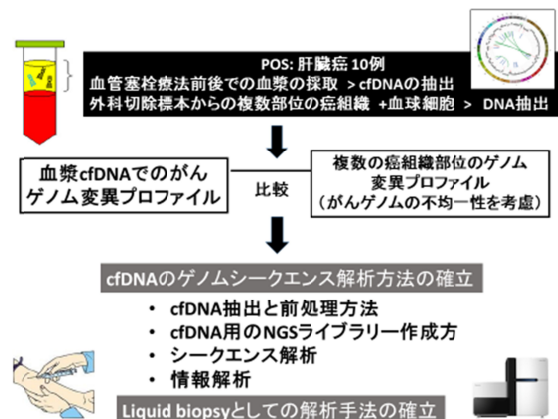 POS: 肝臓癌 10例
血管塞栓療法前後での血漿の採取 > cfDNAの抽出
外科切除標本からの複数部位の癌組織 +血球細胞 > DNA抽出
血漿cfDNAでのがん
ゲノム変異プロファイル
比較
複数の癌組織部位のゲノム
変異プロファイル
(がんゲノムの不均一性を考慮)
cfDNAのゲノムシークエンス解析方法の確立
• cfDNA抽出と前処理方法
• cfDNA用のNGSライブラリー作成方
• シークエンス解析
• 情報解析
Liquid biopsyとしての解析手法の確立